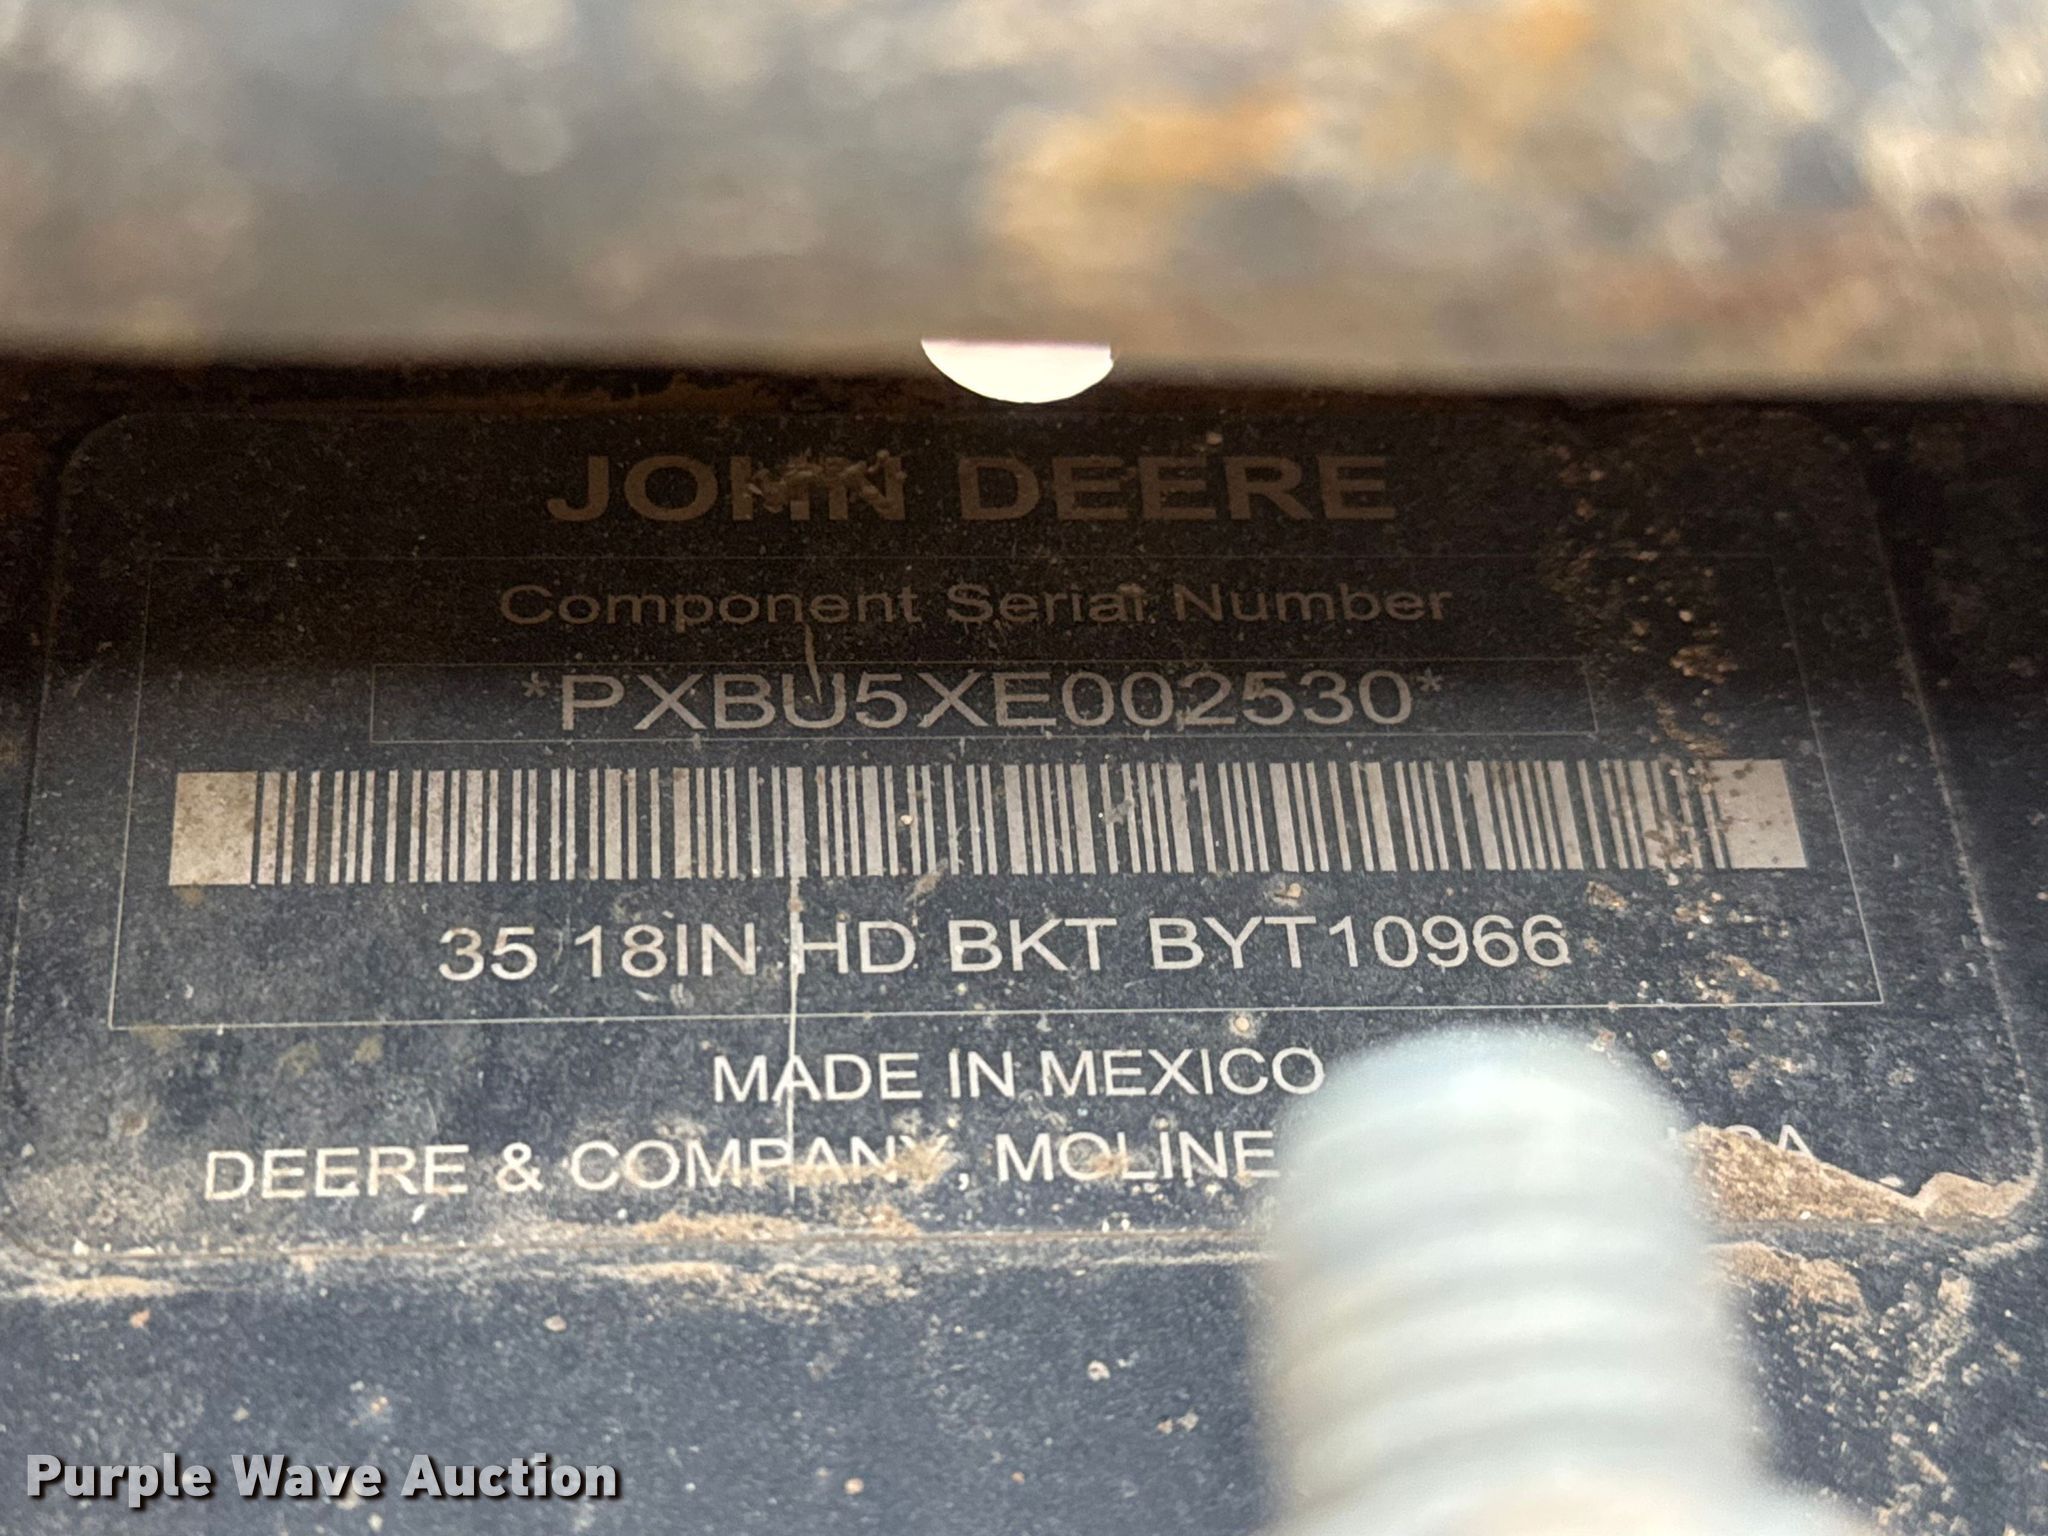 JOHN DEERE
Component Serial Number
*PXBU5XE002530*
35 18IN HD BKT BYT10966
MADE IN MEXICO
DEERE & COMPANY, MOLINE USA
Purple Wave Auction